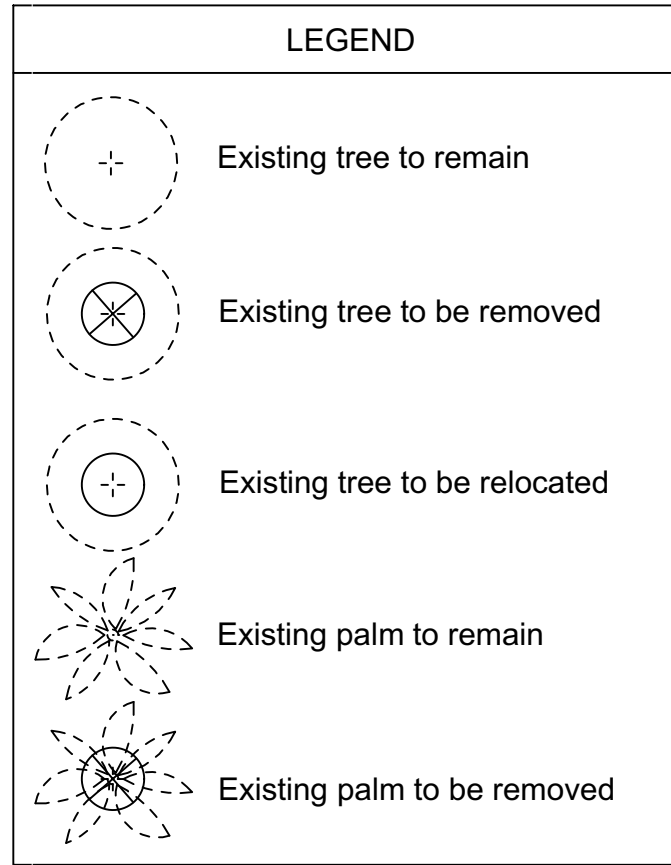 LEGEND
Existing tree to remain
Existing tree to be removed
Existing tree to be relocated
Existing palm to remain
Existing palm to be removed